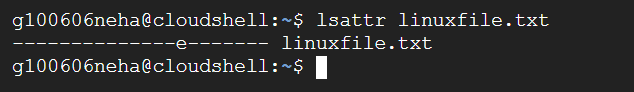 g100606neha@cloudshell:~$ lsattr linuxfile.txt
--------------e------- linuxfile.txt
g100606neha@cloudshell:~$